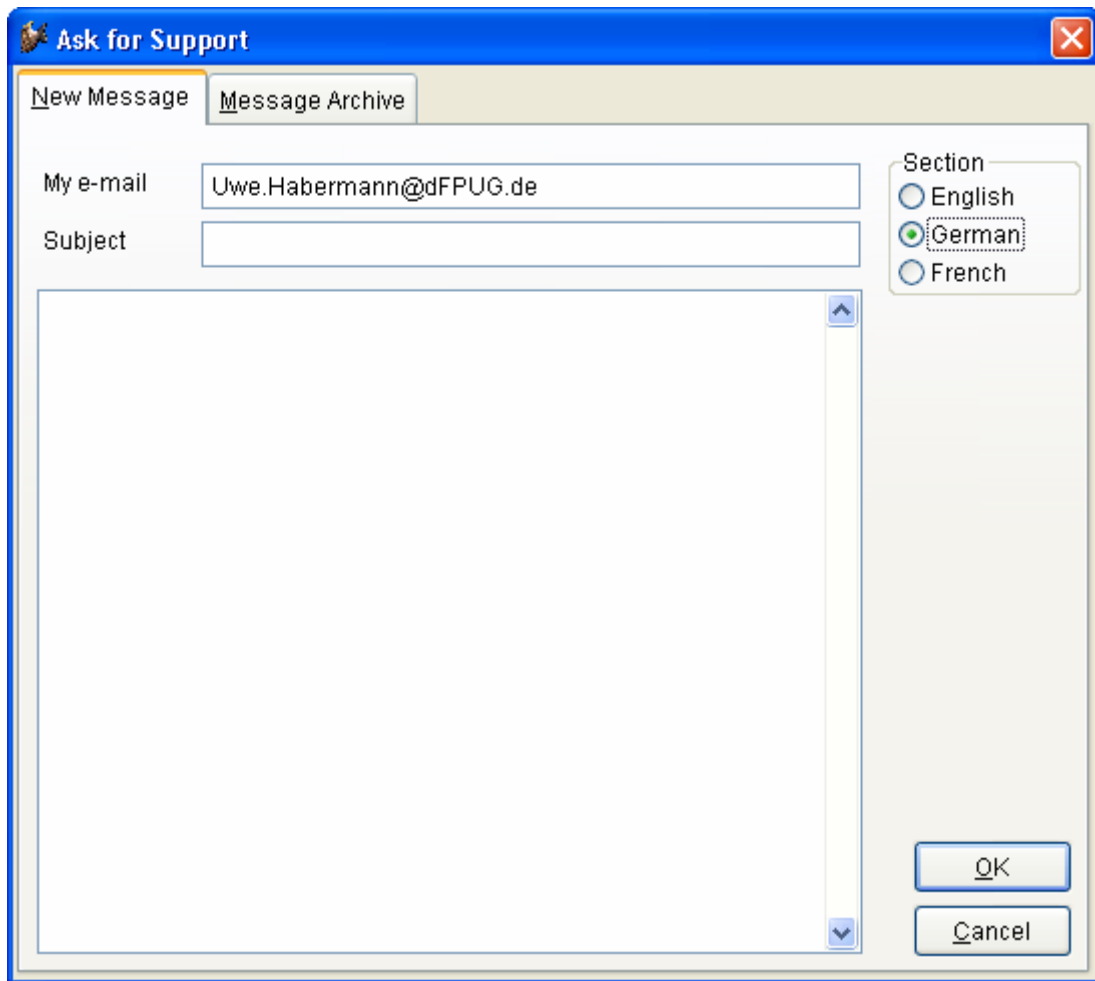 Ask for Support
New Message
Message Archive
My e-mail
Uwe.Habermann@dFPUG.de
Subject
Section
English
German
French
OK
Cancel